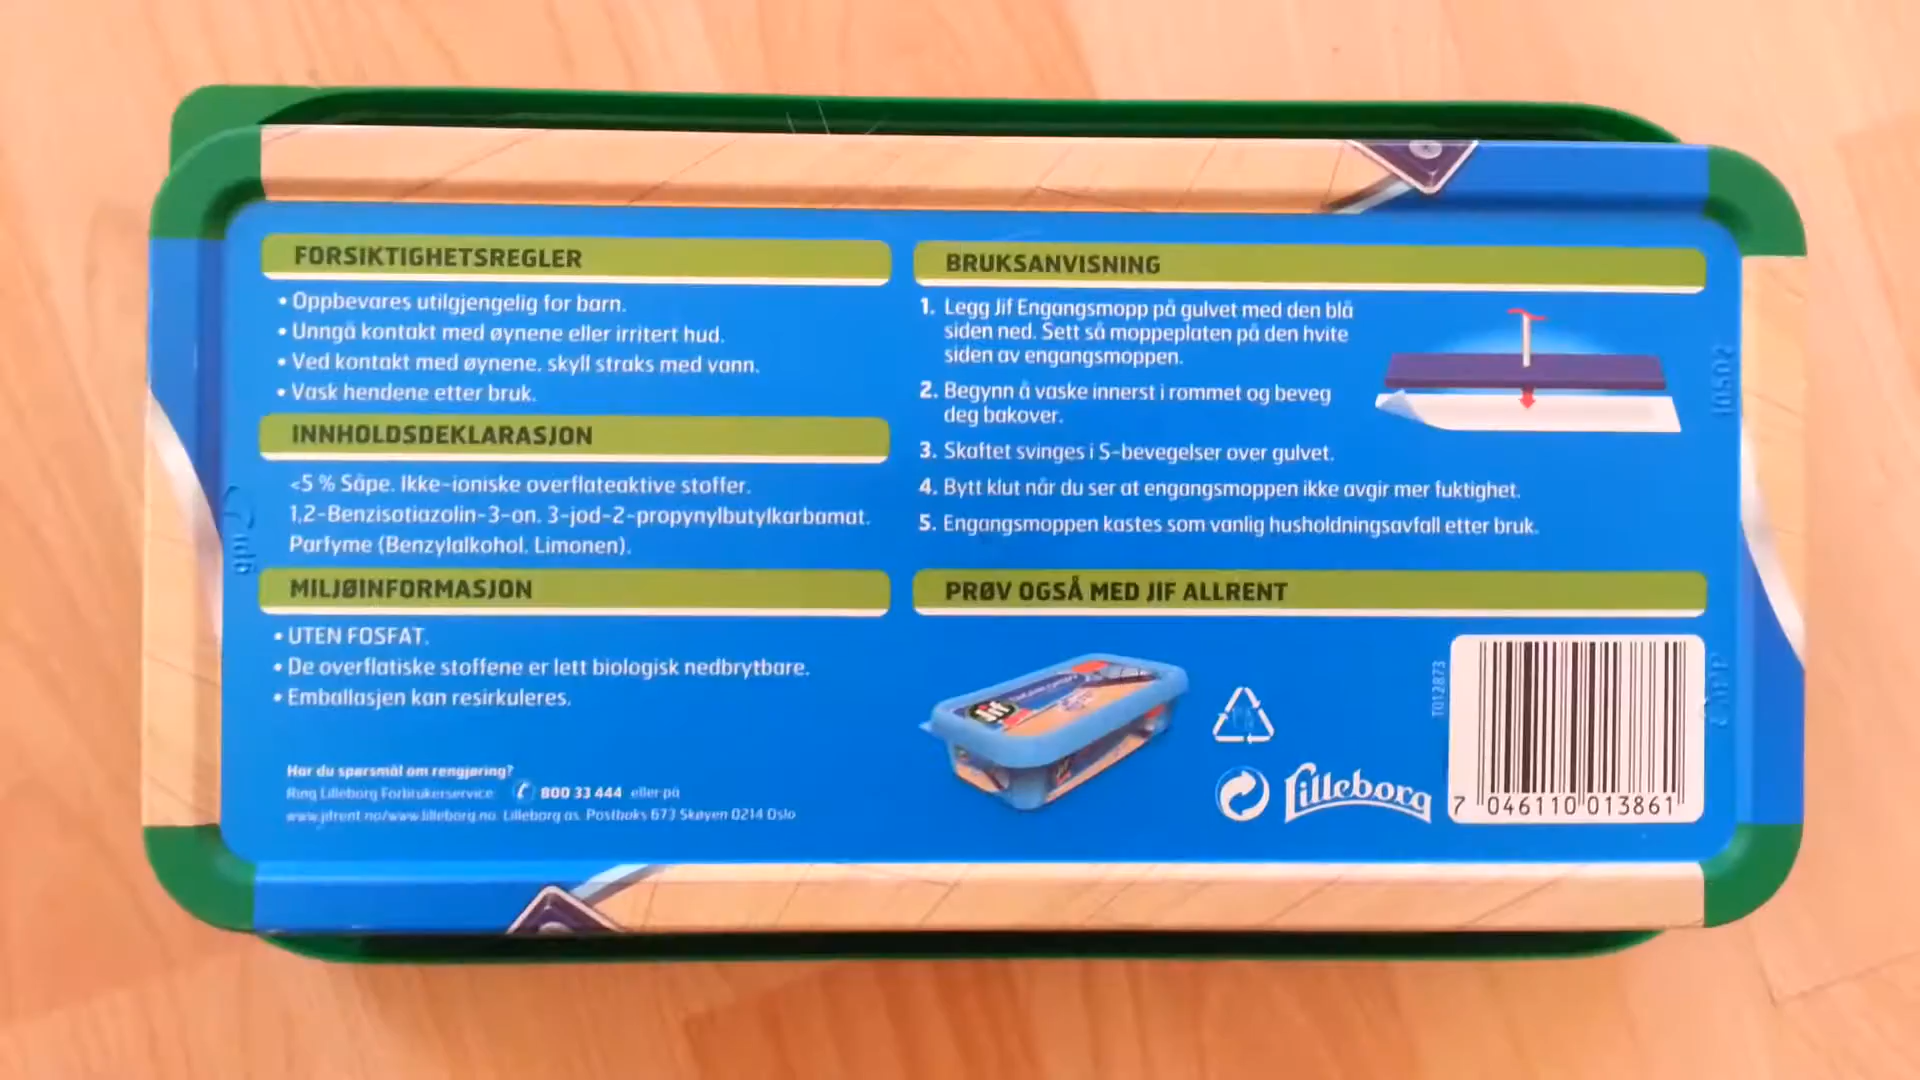 FORSIKTIGHETSREGLER
• Oppbevares utilgjengelig for barn.
• Unngå kontakt med øynene eller irritert hud.
• Ved kontakt med øynene, skyll straks med vann.
• Vask hendene etter bruk.
INNHOLDSDEKLARASJON
<5 % Såpe. Ikke-ioniske overflateaktive stoffer.
1,2-Benzisotiazolin-3-on. 3-jod-2-propynylbutylkarbamat.
Parfyme (Benzylalkohol. Limonen).
MILJØINFORMASJON
• UTEN FOSFAT.
• De overflatiske stoffene er lett biologisk nedbrytbare.
• Emballasjen kan resirkuleres.
Har du spørsmål om rengjøring?
Ring Lilleborg Forbrukerservice 800 33 444 eller på
www.jifrent.no/www.lilleborg.no. Lilleborg as. Postboks 673 Skøyen 0214 Oslo
BRUKSANVISNING
1. Legg Jif Engangsmopp på gulvet med den blå
siden ned. Sett så moppeplaten på den hvite
siden av engangsmoppen.
2. Begynn å vaske innerst i rommet og beveg
deg bakover.
3. Skaftet svinges i S-bevegelser over gulvet.
4. Bytt klut når du ser at engangsmoppen ikke avgir mer fuktighet.
5. Engangsmoppen kastes som vanlig husholdningsavfall etter bruk.
PRØV OGSÅ MED JIF ALLRENT
Jif
Lilleborg
T012873
7 046110 013861